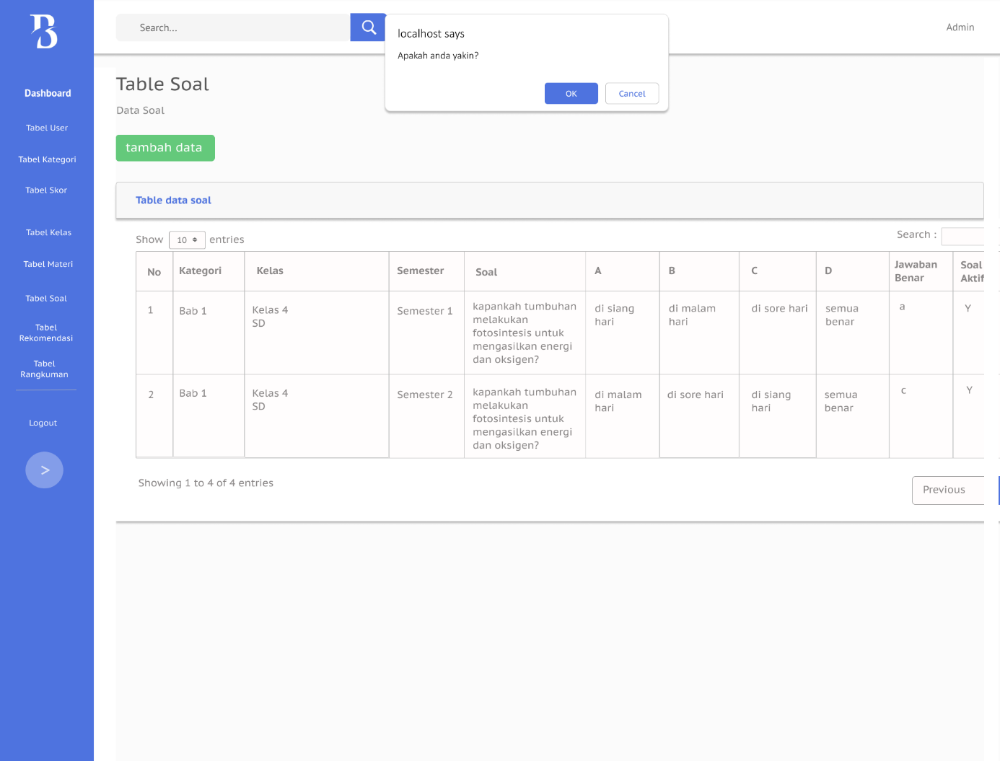 B
Search...
localhost says
Apakah anda yakin?
OK
Cancel
Admin
Dashboard
Tabel User
Tabel Kategori
Tabel Skor
Tabel Kelas
Tabel Materi
Tabel Soal
Tabel
Rekomendasi
Tabel
Rangkuman
Logout
>
Table Soal
Data Soal
tambah data
Table data soal
Show 10 entries
Search :
No
Kategori
Kelas
Semester
Soal
A
B
C
D
Jawaban
Benar
Soal
Aktif
1
Bab 1
Kelas 4
SD
Semester 1
kapankah tumbuhan
melakukan
fotosintesis untuk
mengasilkan energi
dan oksigen?
di siang
hari
di malam
hari
di sore hari
semua
benar
a
Y
2
Bab 1
Kelas 4
SD
Semester 2
kapankah tumbuhan
melakukan
fotosintesis untuk
mengasilkan energi
dan oksigen?
di malam
hari
di sore hari
di siang
hari
semua
benar
c
Y
Showing 1 to 4 of 4 entries
Previous